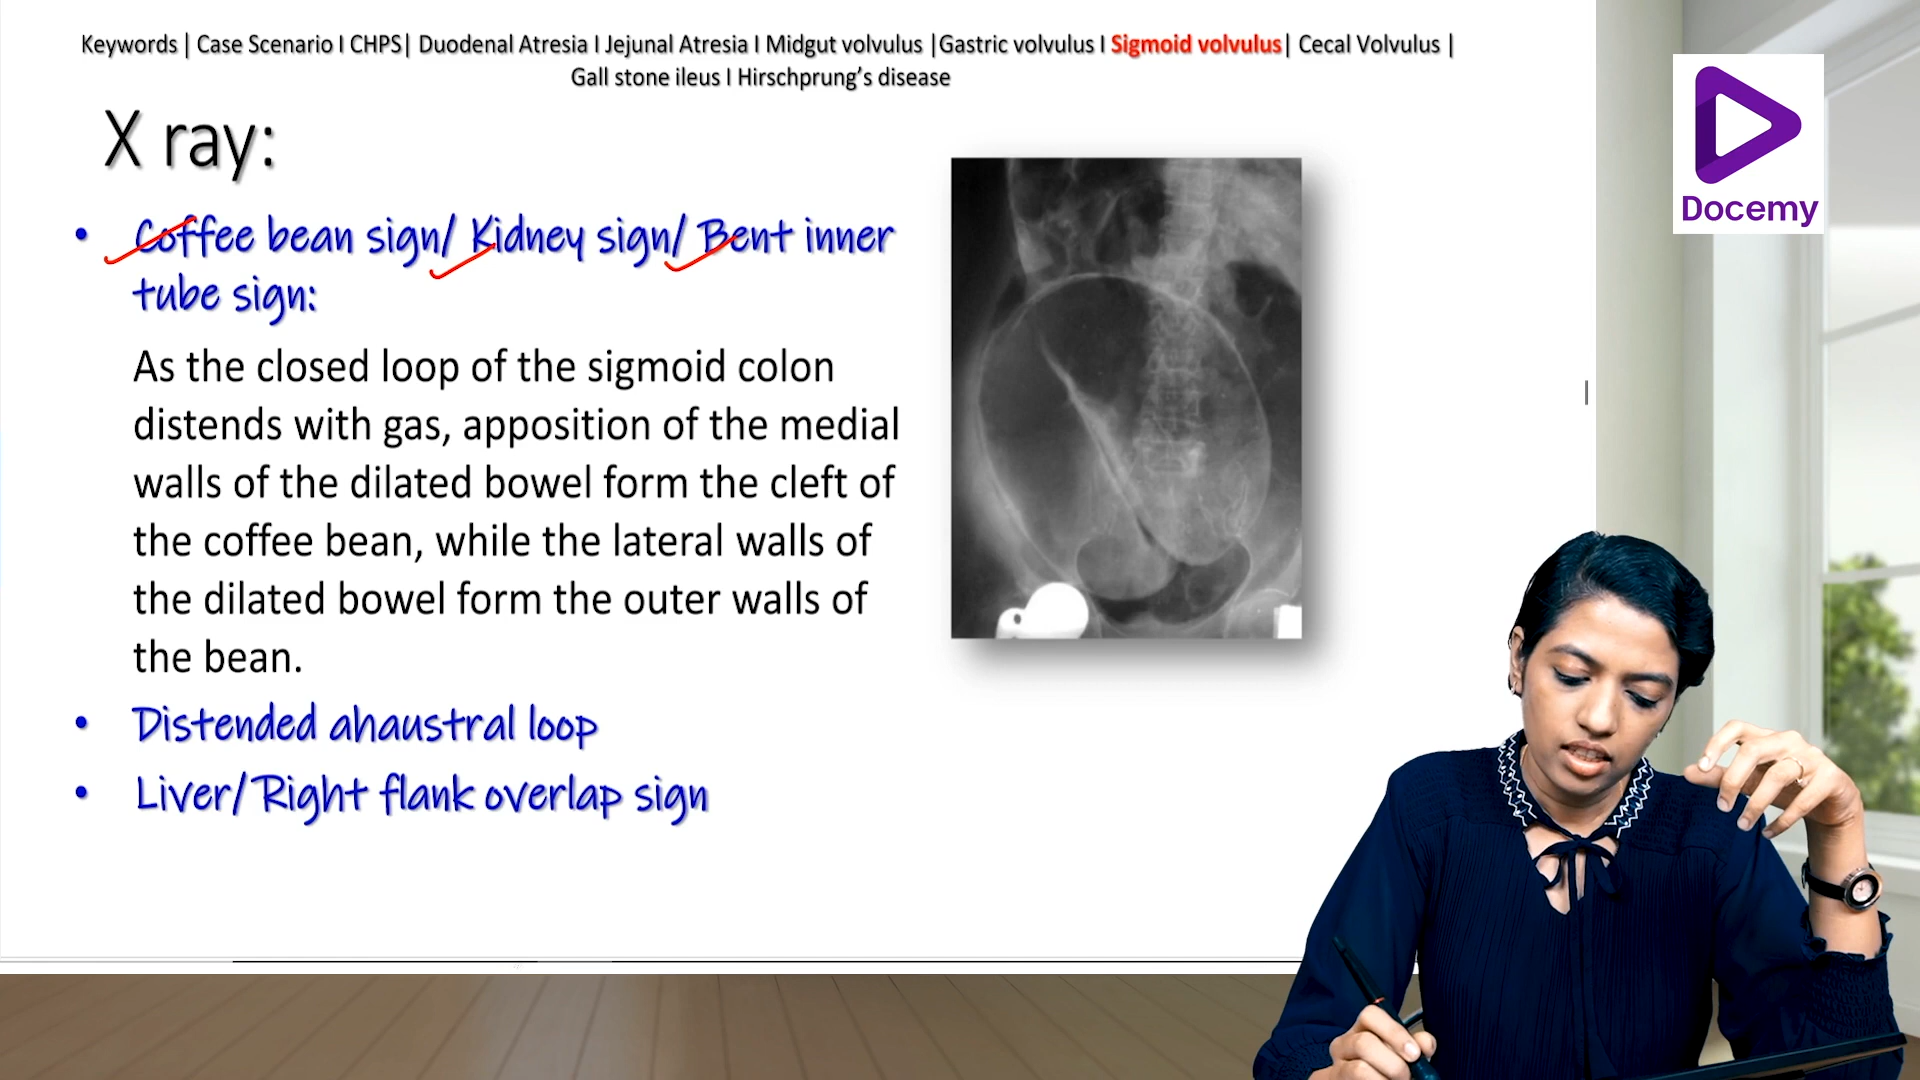 Keywords | Case Scenario I CHPS| Duodenal Atresia I Jejunal Atresia I Midgut volvulus |Gastric volvulus I Sigmoid volvulus| Cecal Volvulus |
Gall stone ileus I Hirschprung’s disease
X ray:
• Coffee bean sign/ Kidney sign/ Bent inner
tube sign:
As the closed loop of the sigmoid colon
distends with gas, apposition of the medial
walls of the dilated bowel form the cleft of
the coffee bean, while the lateral walls of
the dilated bowel form the outer walls of
the bean.
• Distended ahaustral loop
• Liver/Right flank overlap sign
Docemy